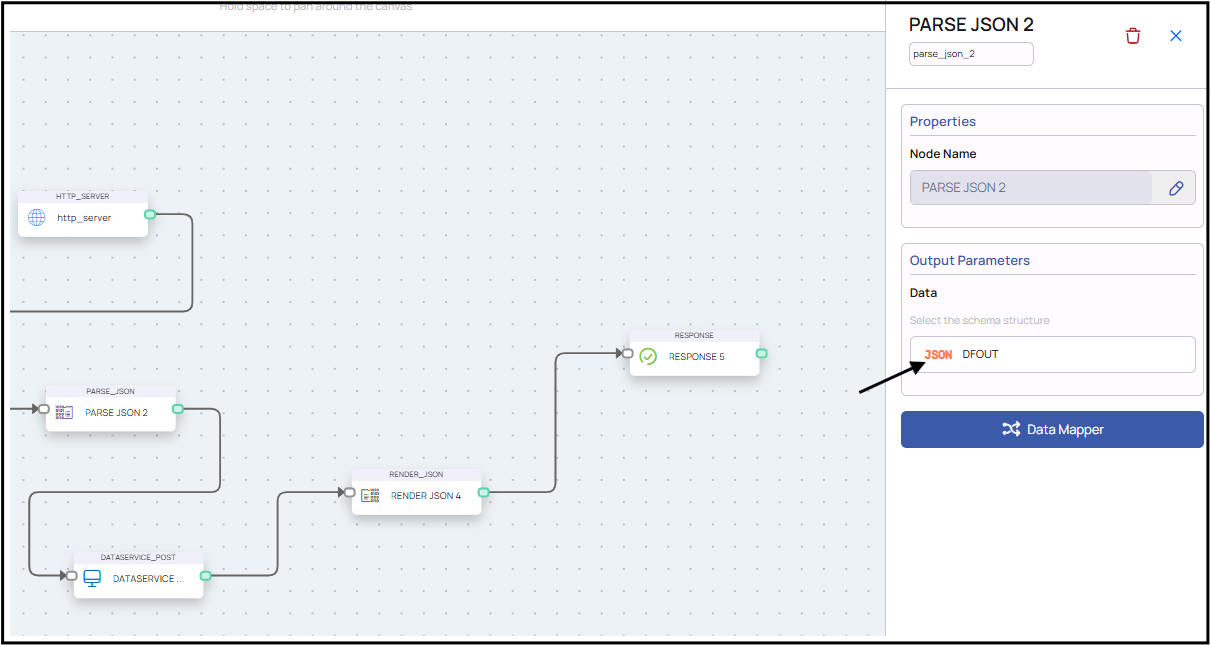 Hold space to pan around the canvas
HTTP_SERVER
http_server
PARSE_JSON
PARSE JSON 2
DATASERVICE_POST
DATASERVICE ...
RENDER_JSON
RENDER JSON 4
RESPONSE
RESPONSE 5
PARSE JSON 2
parse_json_2
Properties
Node Name
PARSE JSON 2
Output Parameters
Data
Select the schema structure
JSON DFOUT
Data Mapper